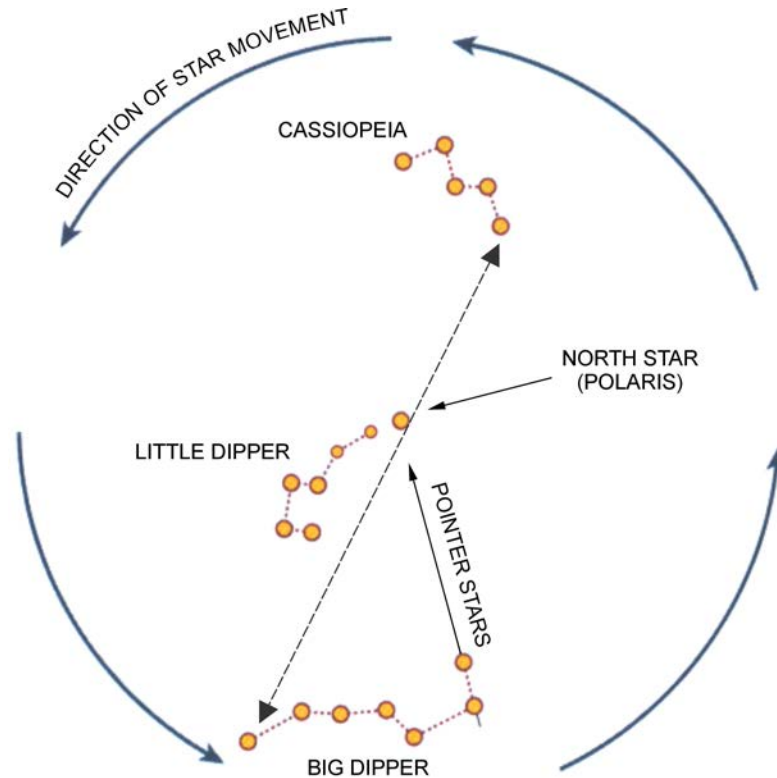 DIRECTION OF STAR MOVEMENT
CASSIOPEIA
NORTH STAR
(POLARIS)
LITTLE DIPPER
POINTER STARS
BIG DIPPER